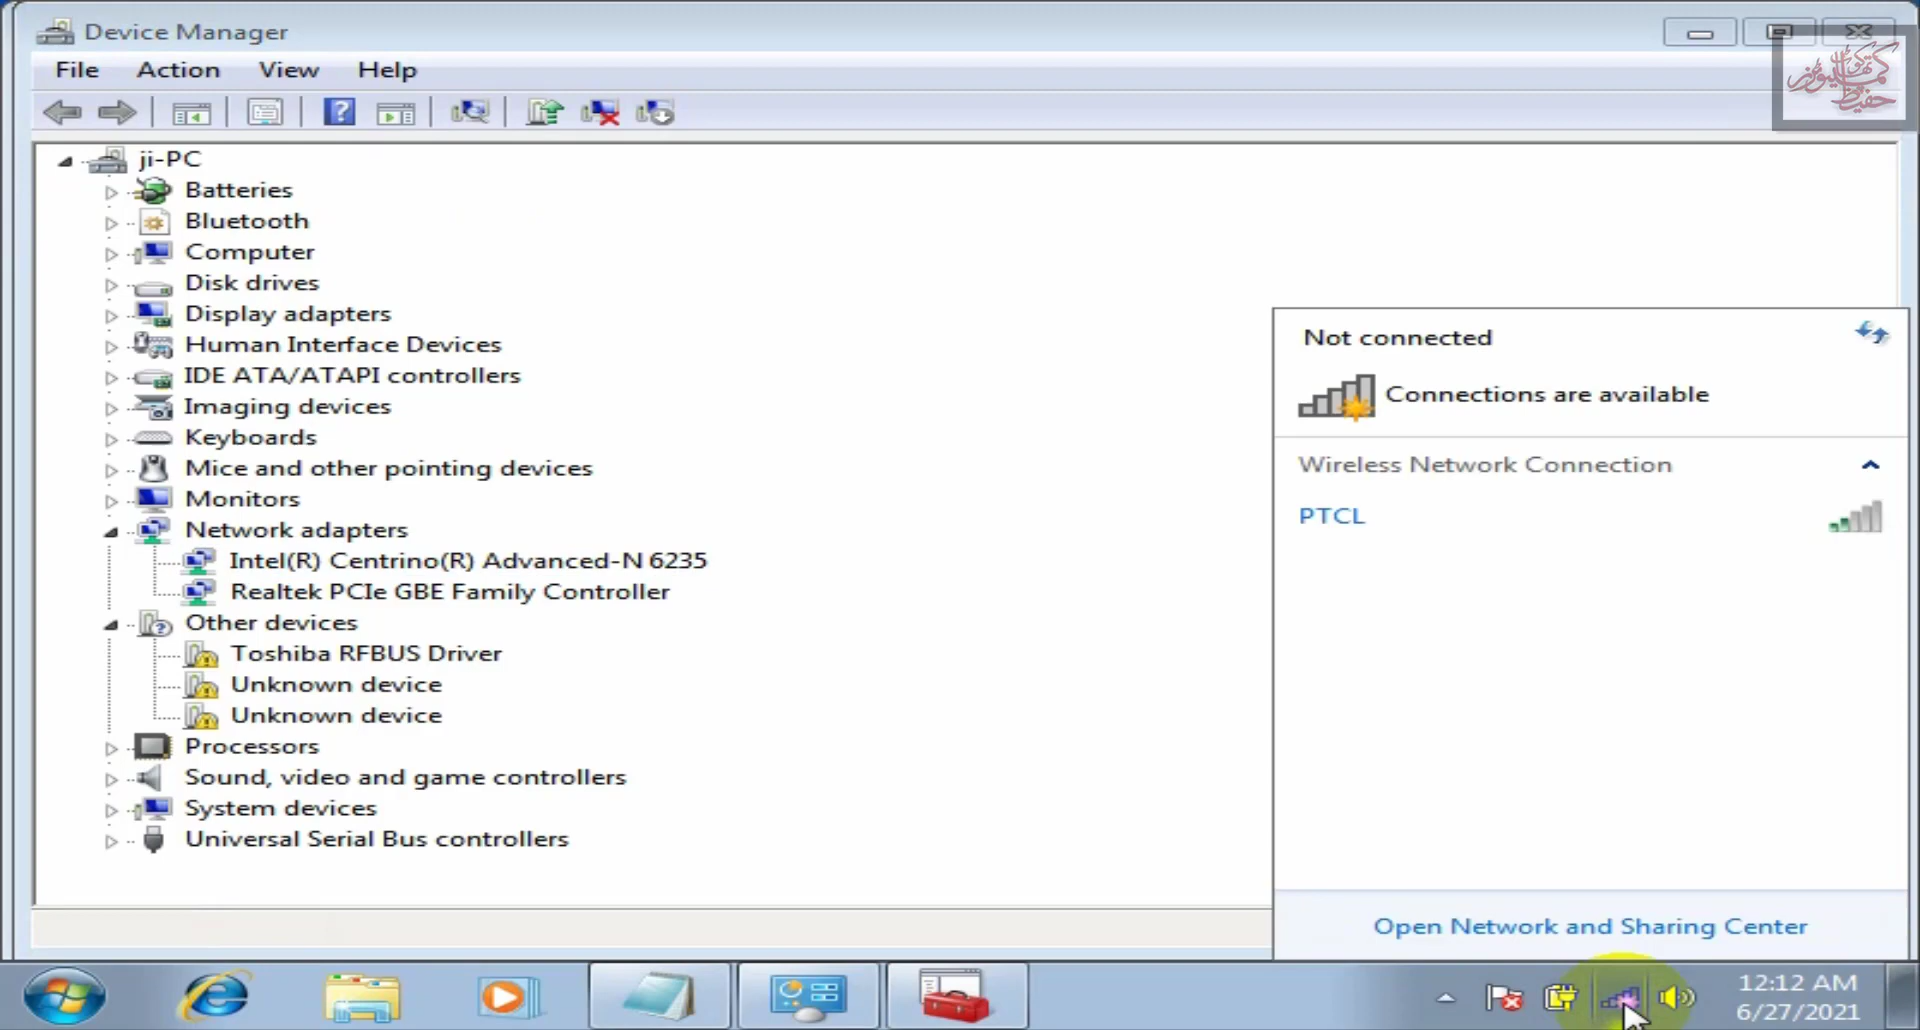 Device Manager
File Action View Help
ji-PC
Batteries
Bluetooth
Computer
Disk drives
Display adapters
Human Interface Devices
IDE ATA/ATAPI controllers
Imaging devices
Keyboards
Mice and other pointing devices
Monitors
Network adapters
Intel(R) Centrino(R) Advanced-N 6235
Realtek PCIe GBE Family Controller
Other devices
Toshiba RFBUS Driver
Unknown device
Unknown device
Processors
Sound, video and game controllers
System devices
Universal Serial Bus controllers
Not connected
Connections are available
Wireless Network Connection
PTCL
Open Network and Sharing Center
12:12 AM
6/27/2021